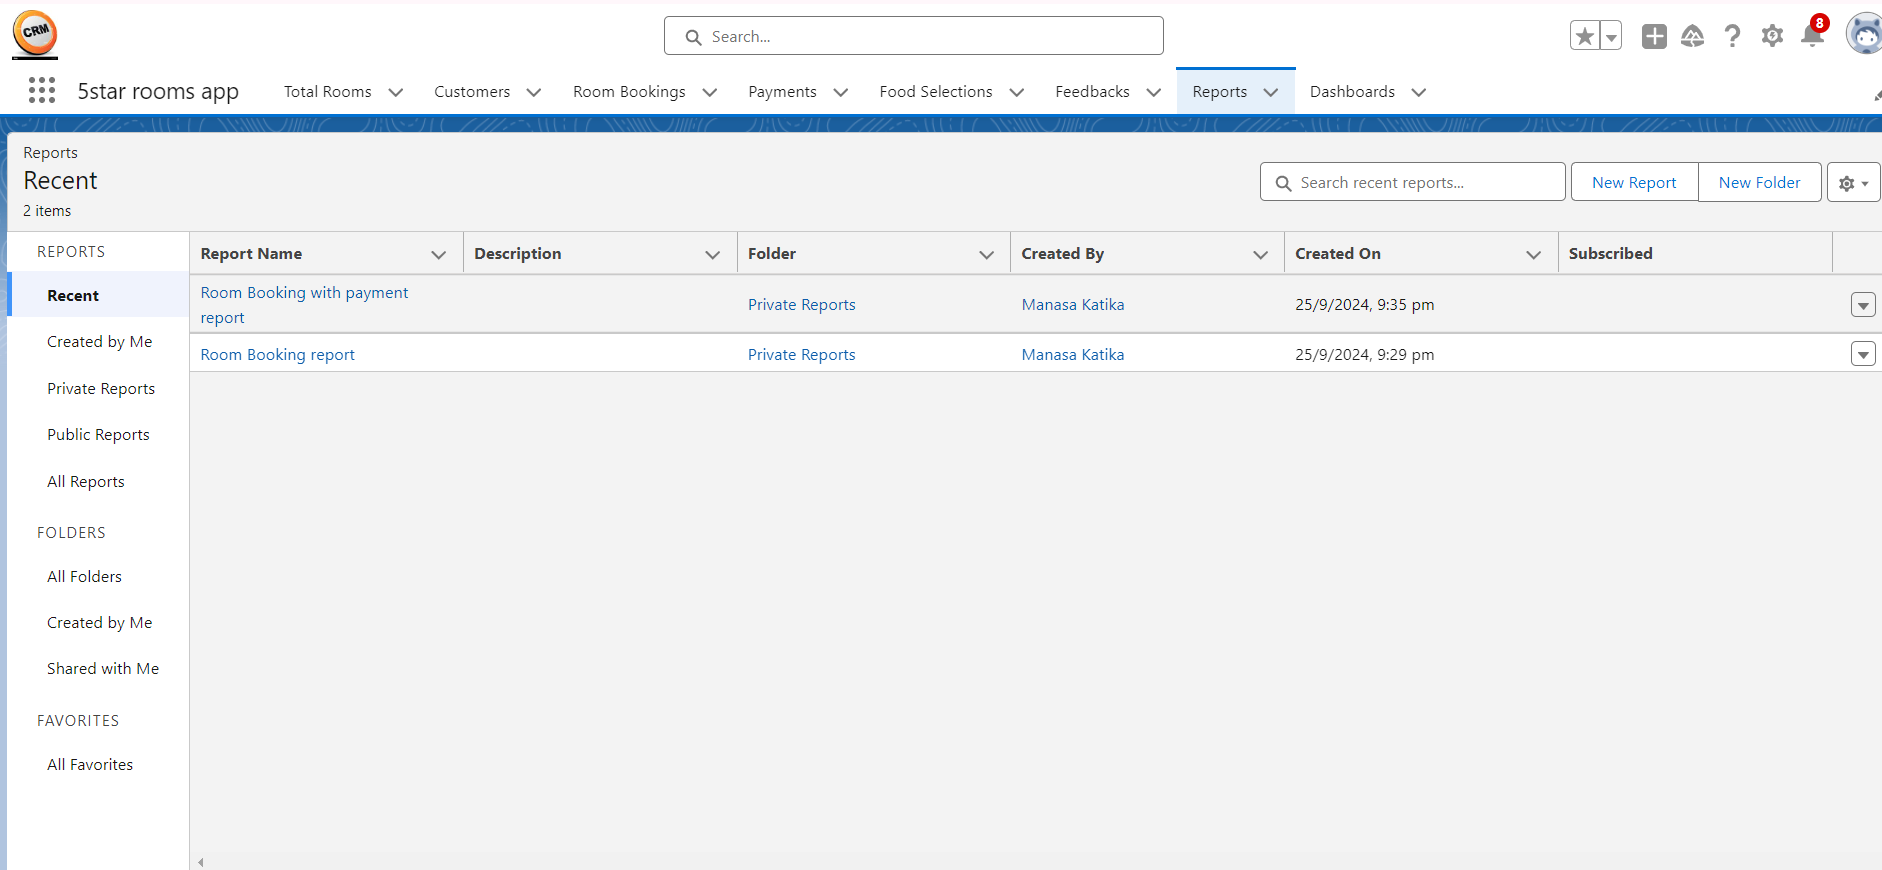 CRM
Search...
8
5star rooms app
Total Rooms
Customers
Room Bookings
Payments
Food Selections
Feedbacks
Reports
Dashboards
Reports
Recent
2 items
Search recent reports...
New Report
New Folder
REPORTS
Recent
Created by Me
Private Reports
Public Reports
All Reports
FOLDERS
All Folders
Created by Me
Shared with Me
FAVORITES
All Favorites
Report Name
Description
Folder
Created By
Created On
Subscribed
Room Booking with payment
report
Private Reports
Manasa Katika
25/9/2024, 9:35 pm
Room Booking report
Private Reports
Manasa Katika
25/9/2024, 9:29 pm